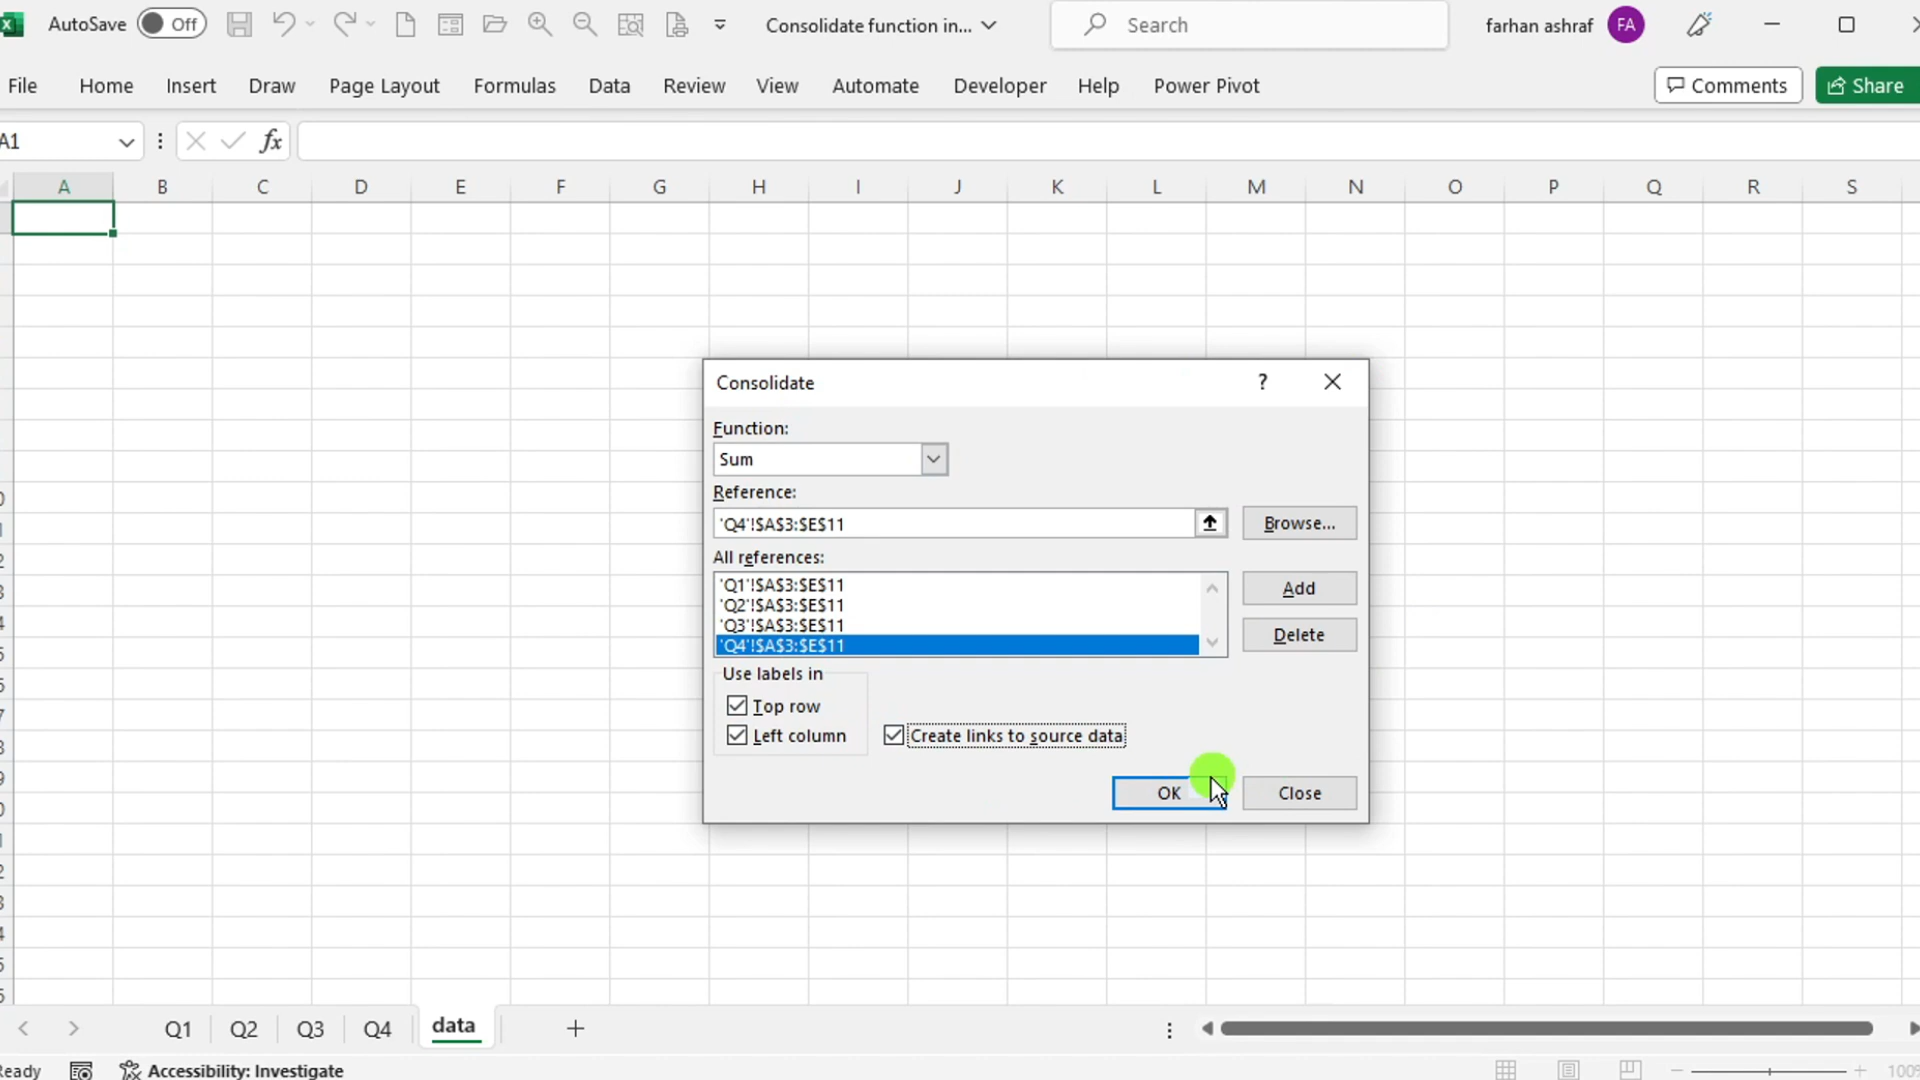 AutoSave Off Consolidate function in... Search farhan ashraf FA
File Home Insert Draw Page Layout Formulas Data Review View Automate Developer Help Power Pivot Comments Share
A1 fx
A B C D E F G H I J K L M N O P Q R S
Consolidate ?
Function:
Sum
Reference:
'Q4'!$A$3:$E$11 Browse...
All references:
'Q1'!$A$3:$E$11 Add
'Q2'!$A$3:$E$11
'Q3'!$A$3:$E$11 Delete
'Q4'!$A$3:$E$11
Use labels in
Top row
Left column Create links to source data
OK Close
Q1 Q2 Q3 Q4 data
Accessibility: Investigate